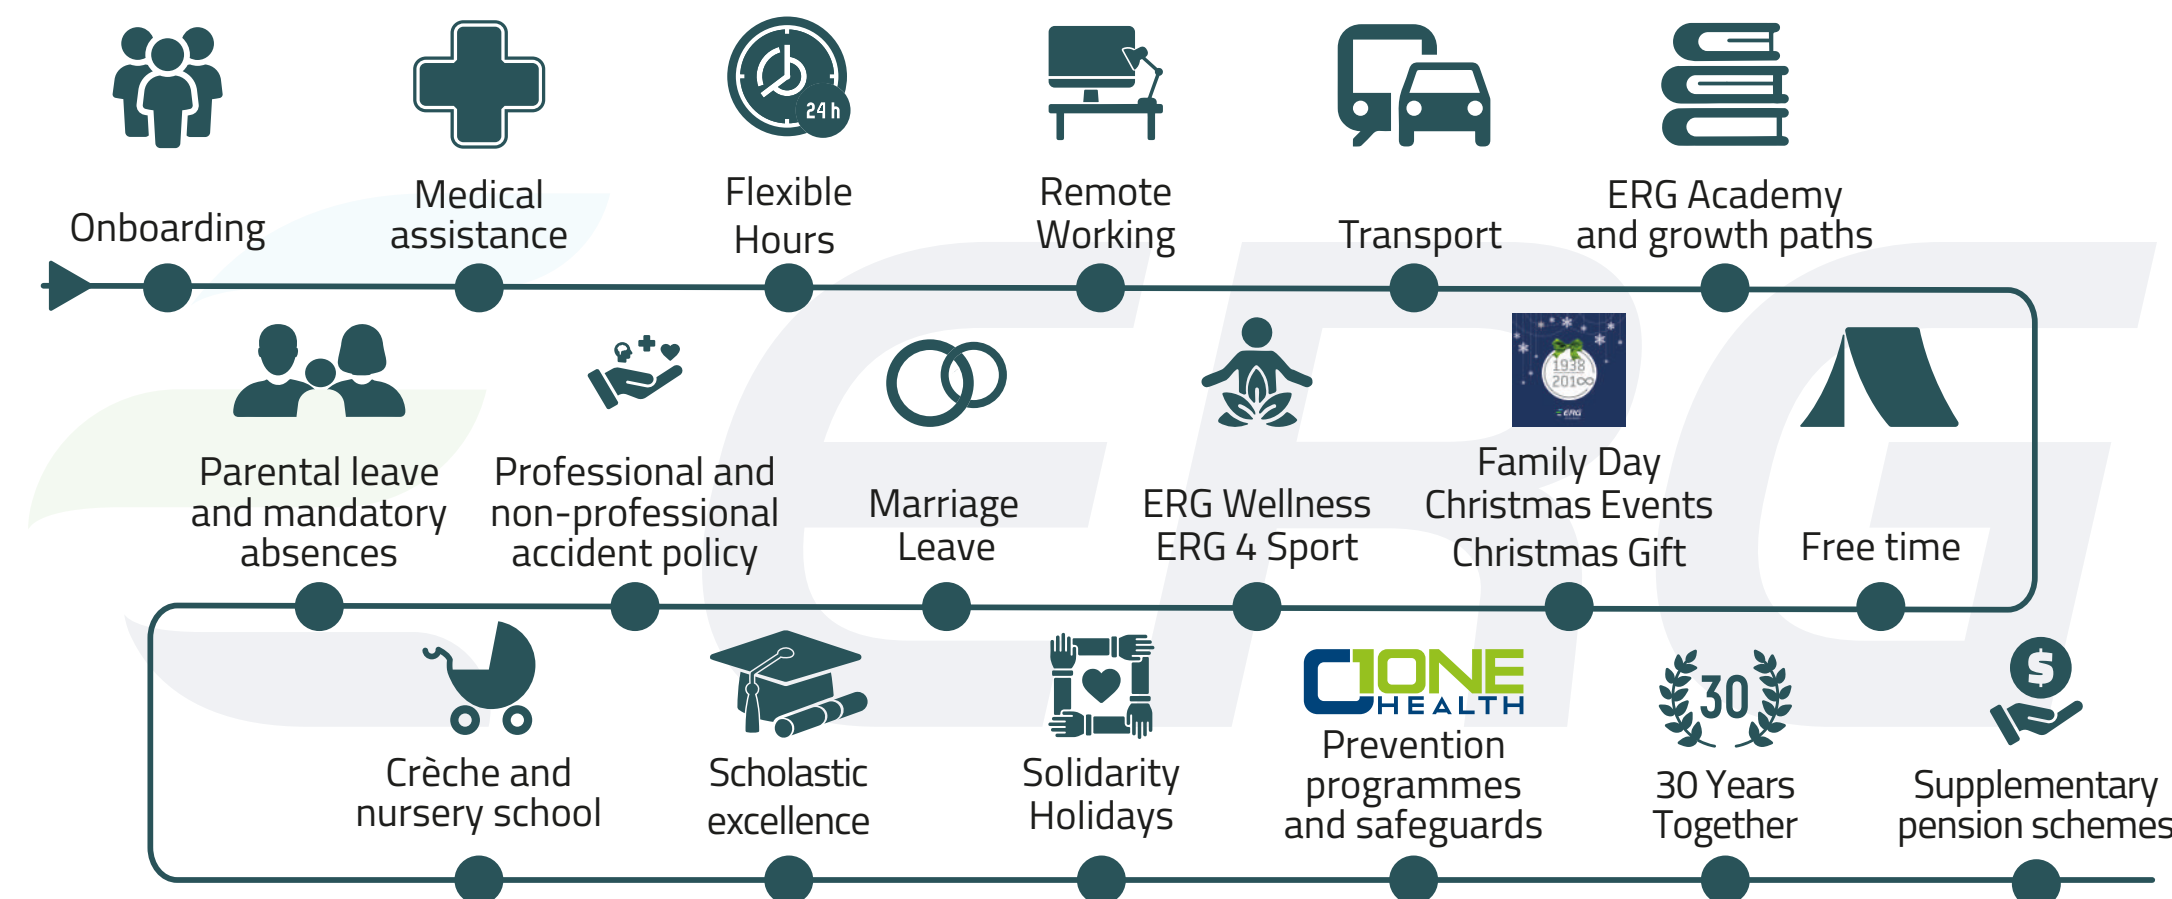 24 h
Onboarding
Medical
assistance
Flexible
Hours
Remote
Working
Transport
ERG Academy
and growth paths
1938
201∞
ERG
Parental leave
and mandatory
absences
Professional and
non-professional
accident policy
Marriage
Leave
ERG Wellness
ERG 4 Sport
Family Day
Christmas Events
Christmas Gift
Free time
ONE
HEALTH
30
Crèche and
nursery school
Scholastic
excellence
Solidarity
Holidays
Prevention
programmes
and safeguards
30 Years
Together
$
Supplementary
pension schemes
ERG